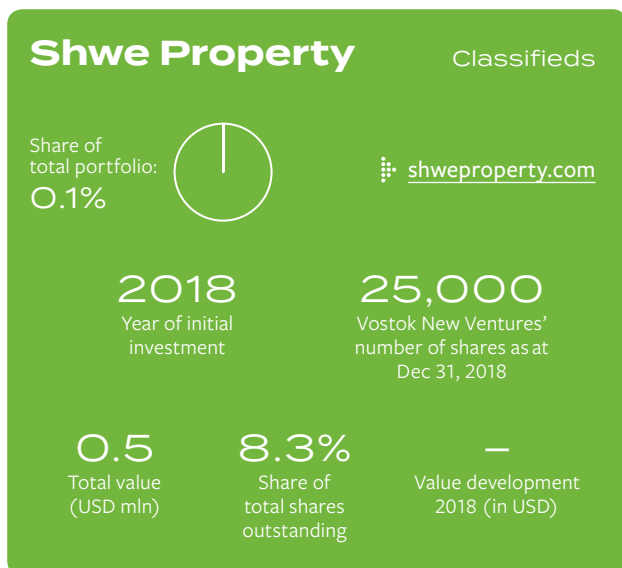 Shwe Property
Classifieds
Share of
total portfolio:
0.1%
shweproperty.com
2018
Year of initial
investment
25,000
Vostok New Ventures’
number of shares as at
Dec 31, 2018
0.5
Total value
(USD mln)
8.3%
Share of
total shares
outstanding
–
Value development
2018 (in USD)